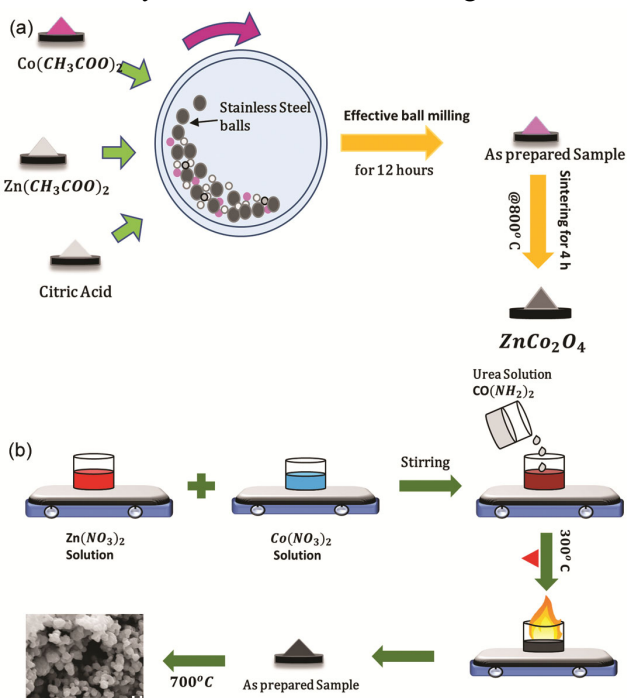 (a)
Co(CH₃COO)₂
Stainless Steel
balls
Effective ball milling
for 12 hours
As prepared Sample
Zn(CH₃COO)₂
Sintering for 4 h
@800° C
Citric Acid
ZnCo₂O₄
Urea Solution
CO(NH₂)₂
(b)
Stirring
Zn(NO₃)₂
Solution
Co(NO₃)₂
Solution
300° C
700°C
As prepared Sample